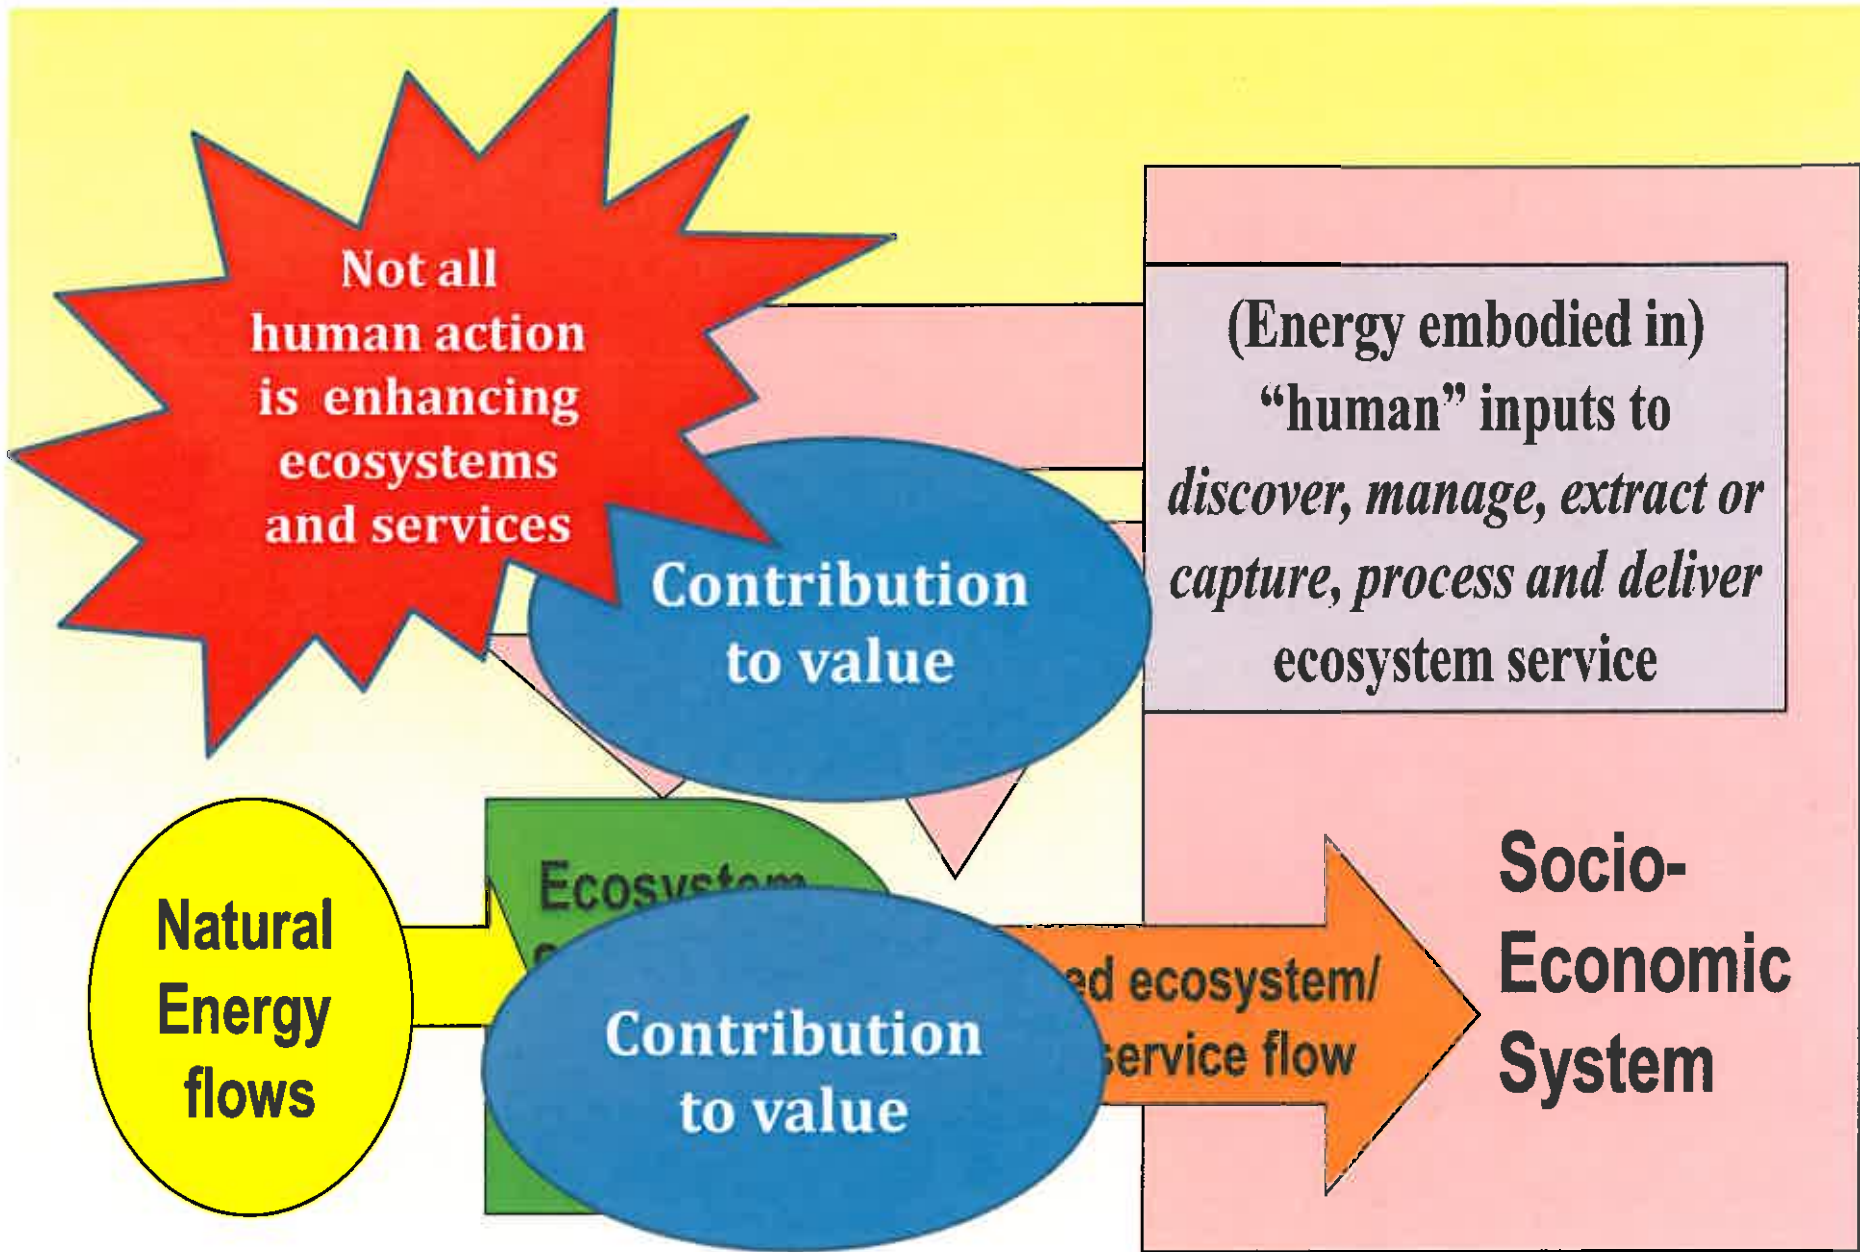 Not all
human action
is enhancing
ecosystems
and services
(Energy embodied in)
“human” inputs to
discover, manage, extract or
capture, process and deliver
ecosystem service
Contribution
to value
Natural
Energy
flows
Ecosystem
Contribution
to value
ed ecosystem/
service flow
Socio-
Economic
System